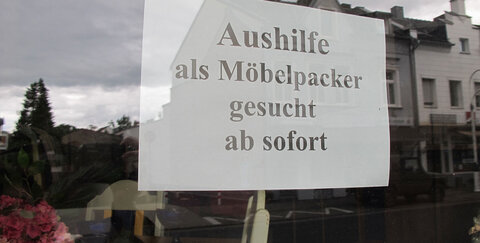 Aushilfe
als Möbelpacker
gesucht
ab sofort